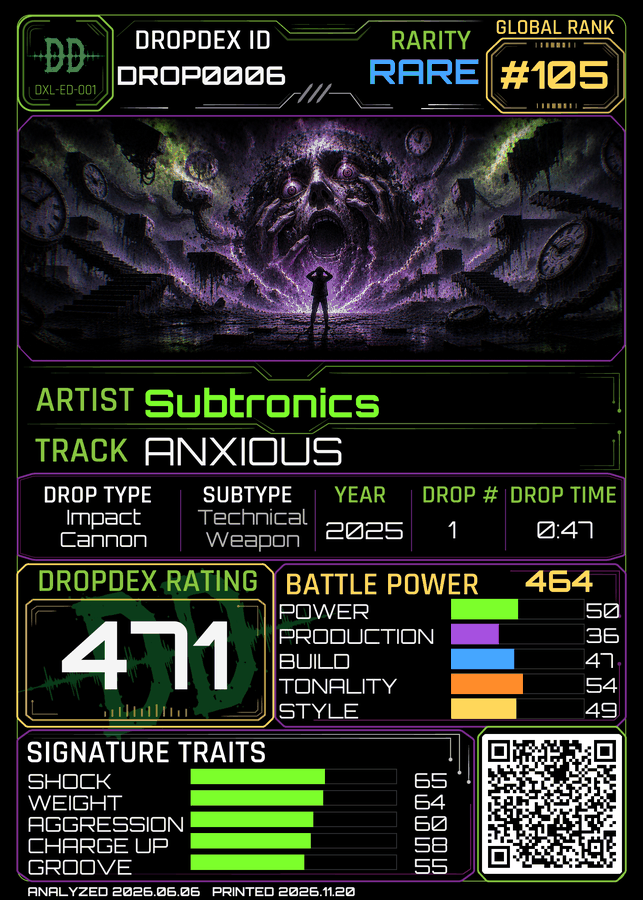 DD
DXL-ED-001
DROPDEX ID
DROP0006
RARITY
RARE
GLOBAL RANK
#105
ARTIST Subtronics
TRACK ANXIOUS
DROP TYPE
Impact
Cannon
SUBTYPE
Technical
Weapon
YEAR
2025
DROP #
1
DROP TIME
0:47
DROPDEX RATING
471
BATTLE POWER 464
POWER 50
PRODUCTION 36
BUILD 47
TONALITY 54
STYLE 49
SIGNATURE TRAITS
SHOCK 65
WEIGHT 64
AGGRESSION 60
CHARGE UP 58
GROOVE 55
ANALYZED 2026.06.06 PRINTED 2026.11.20